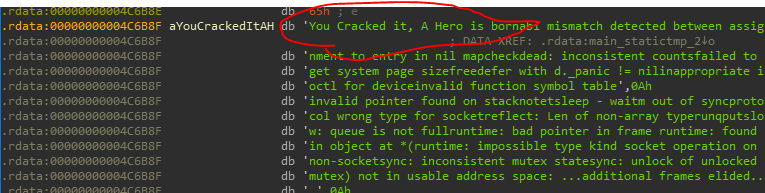 .rdata:00000000004C6B8E db 65h ; e
.rdata:00000000004C6B8F aYouCrackedItAH db 'You Cracked it, A Hero is bornabi mismatch detected between assig
.rdata:00000000004C6B8F ; DATA XREF: .rdata:main_statictmp_2↓o
.rdata:00000000004C6B8F db 'nment to entry in nil mapcheckdead: inconsistent countsfailed to
.rdata:00000000004C6B8F db 'get system page sizefreedefer with d._panic != nilinappropriate i
.rdata:00000000004C6B8F db 'octl for deviceinvalid function symbol table',0Ah
.rdata:00000000004C6B8F db 'invalid pointer found on stacknotetsleep - waitm out of syncproto
.rdata:00000000004C6B8F db 'col wrong type for socketreflect: Len of non-array typerunqputslo
.rdata:00000000004C6B8F db 'w: queue is not fullruntime: bad pointer in frame runtime: found
.rdata:00000000004C6B8F db 'in object at *(runtime: impossible type kind socket operation on
.rdata:00000000004C6B8F db 'non-socketsync: inconsistent mutex statesync: unlock of unlocked
.rdata:00000000004C6B8F db 'mutex) not in usable address space: ...additional frames elided..
.rdata:00000000004C6B8F db '.',0Ah